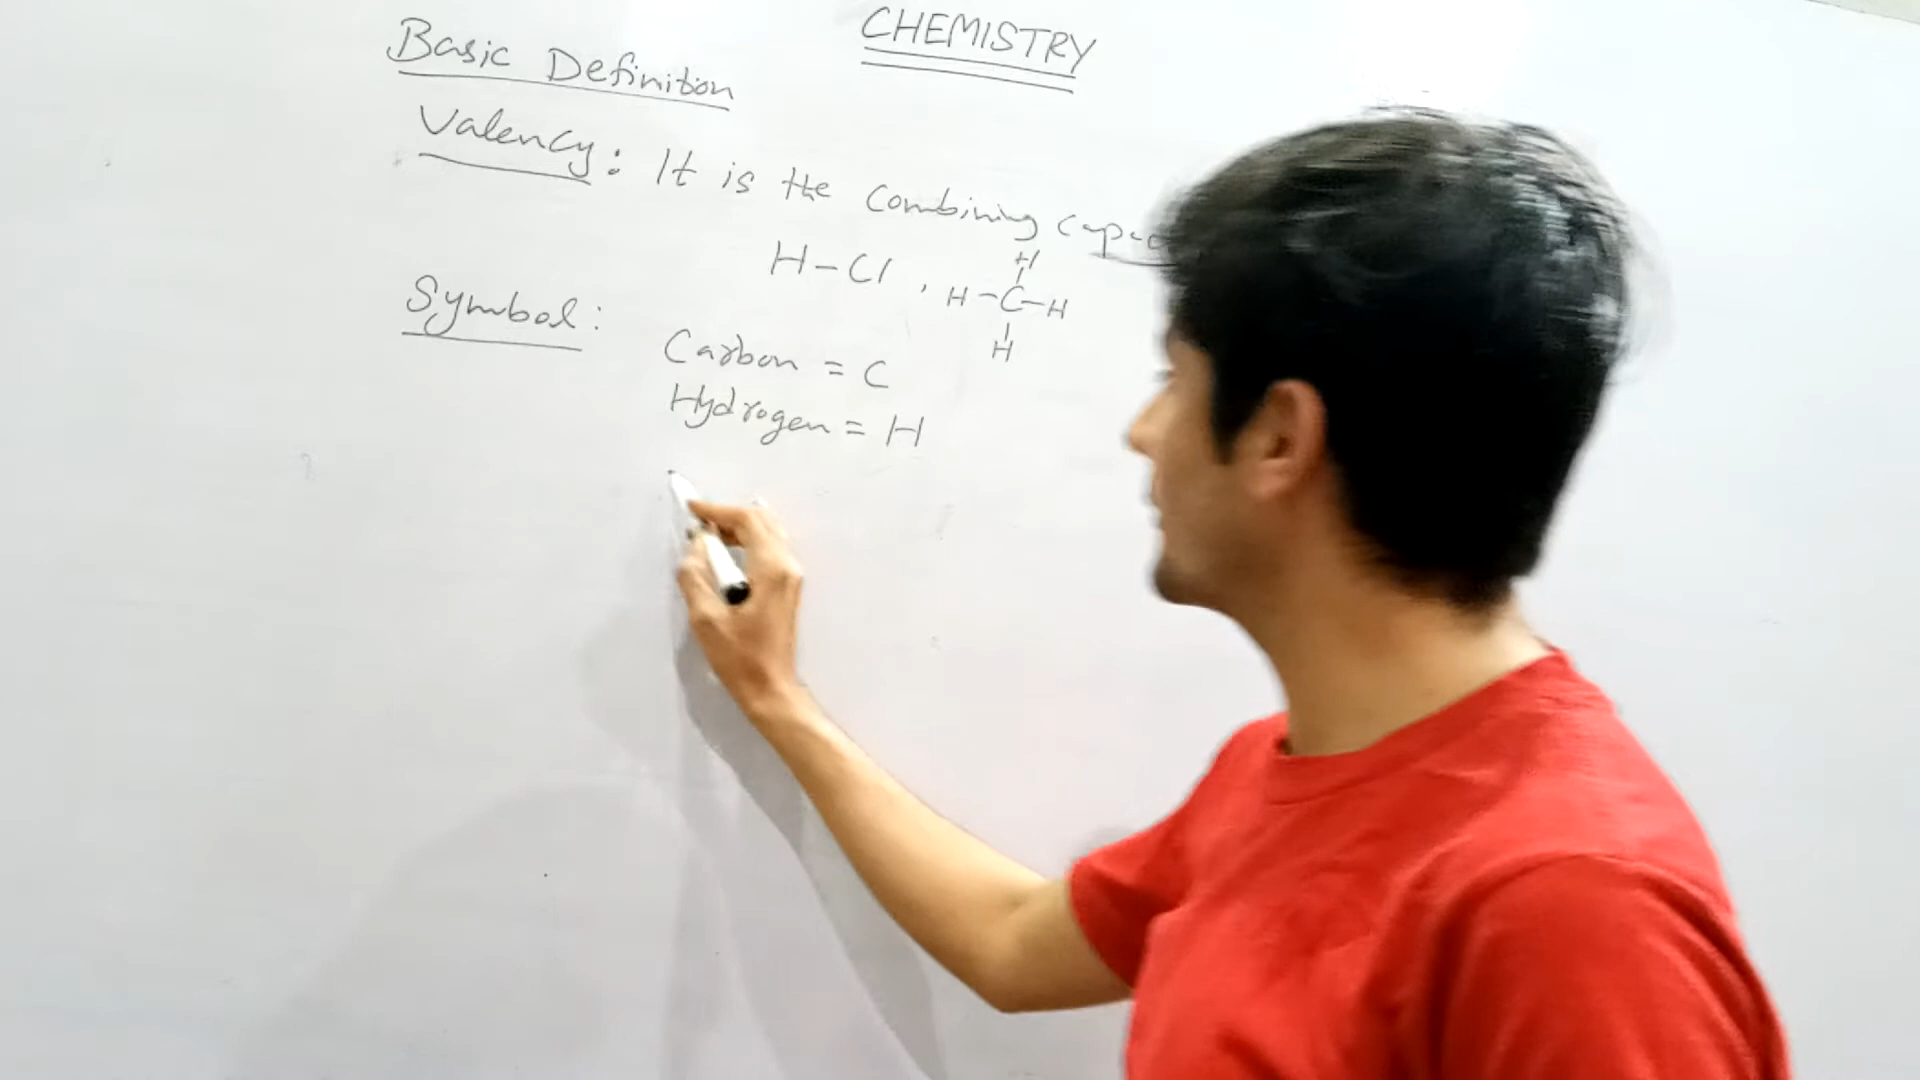 CHEMISTRY
Basic Definition
Valency: It is the Combining
H-Cl, H-C-H
H
H
Symbol:
Carbon = C
Hydrogen = H